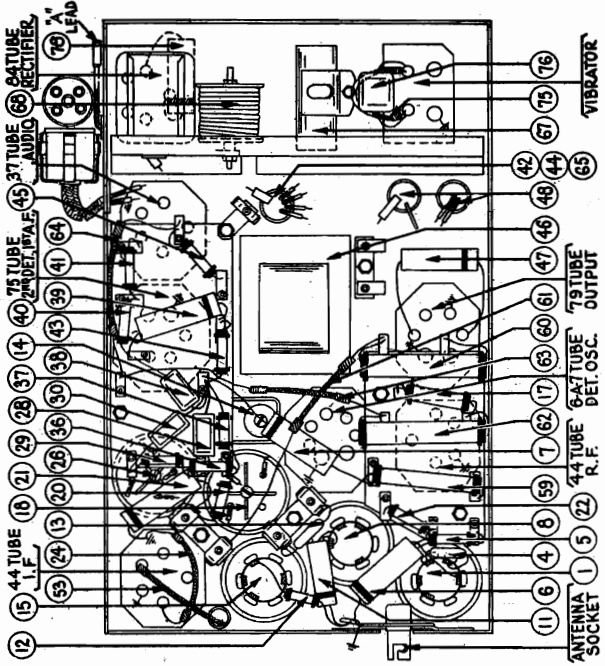 12
15
44 TUBE
I.F.
53
24
13
18
20
21
26
29
36
28
30
37
38
14
43
40
39
75 TUBE
2ND DET. 1ST A.F.
41
64
45
37 TUBE
AUDIO
68
84 TUBE
RECTIFIER
78
"A"
LEAD
ANTENNA
SOCKET
11
6
1
4
5
8
22
59
44 TUBE
R.F.
7
62
17
6-A7 TUBE
DET. OSC.
63
60
61
79 TUBE
OUTPUT
47
46
48
42
44
65
67
75
76
VIBRATOR